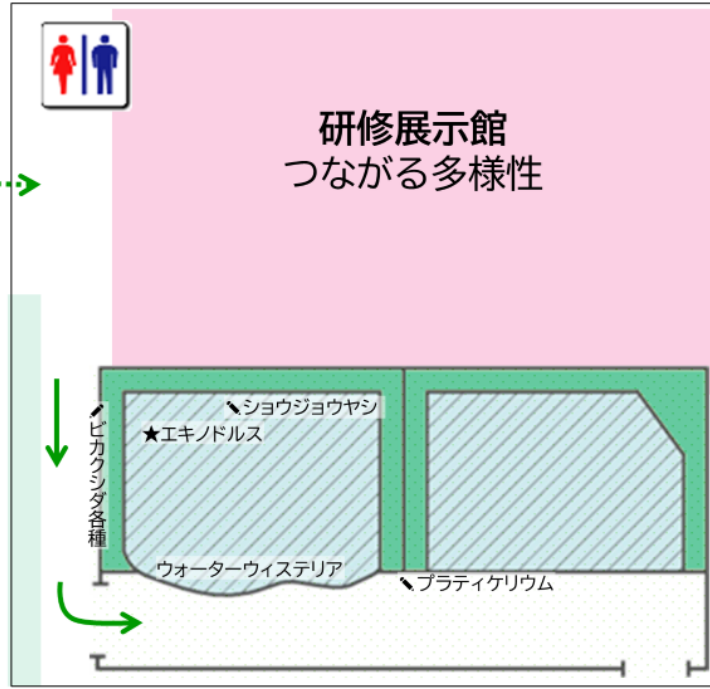 研修展示館
つながる多様性
ショウジョウヤシ
★エキノドルス
ビカクシダ各種
ウォーターウィステリア
プラティケリウム